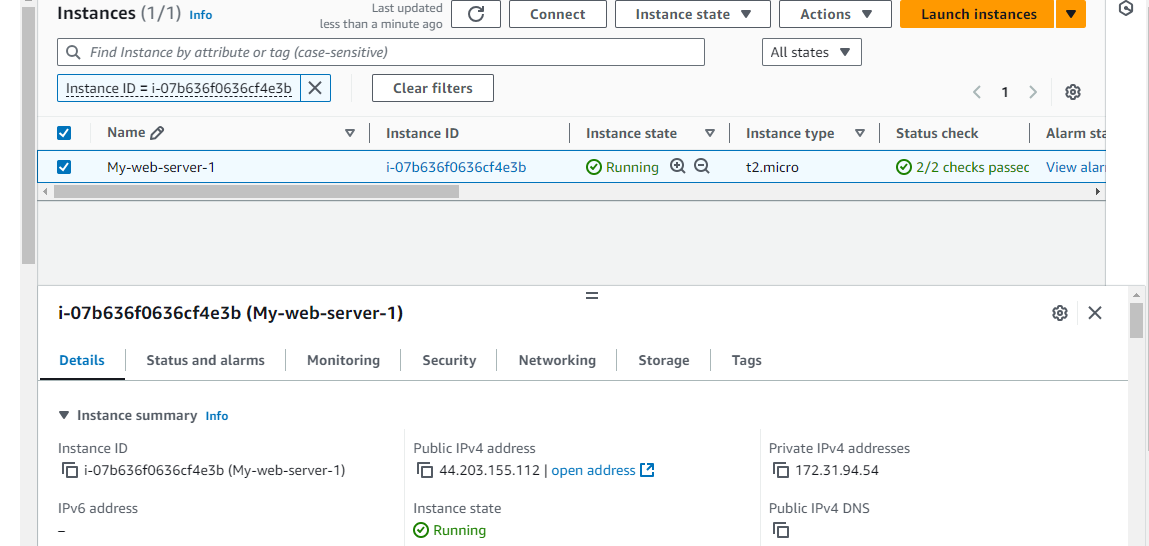 Instances (1/1) Info
Last updated
less than a minute ago
Connect
Instance state
Actions
Launch instances
Find Instance by attribute or tag (case-sensitive)
All states
Instance ID = i-07b636f0636cf4e3b
Clear filters
1
Name Instance ID Instance state Instance type Status check Alarm sta
My-web-server-1 i-07b636f0636cf4e3b Running t2.micro 2/2 checks passed View alar
i-07b636f0636cf4e3b (My-web-server-1)
Details Status and alarms Monitoring Security Networking Storage Tags
Instance summary Info
Instance ID
i-07b636f0636cf4e3b (My-web-server-1)
Public IPv4 address
44.203.155.112 | open address
Private IPv4 addresses
172.31.94.54
IPv6 address
–
Instance state
Running
Public IPv4 DNS